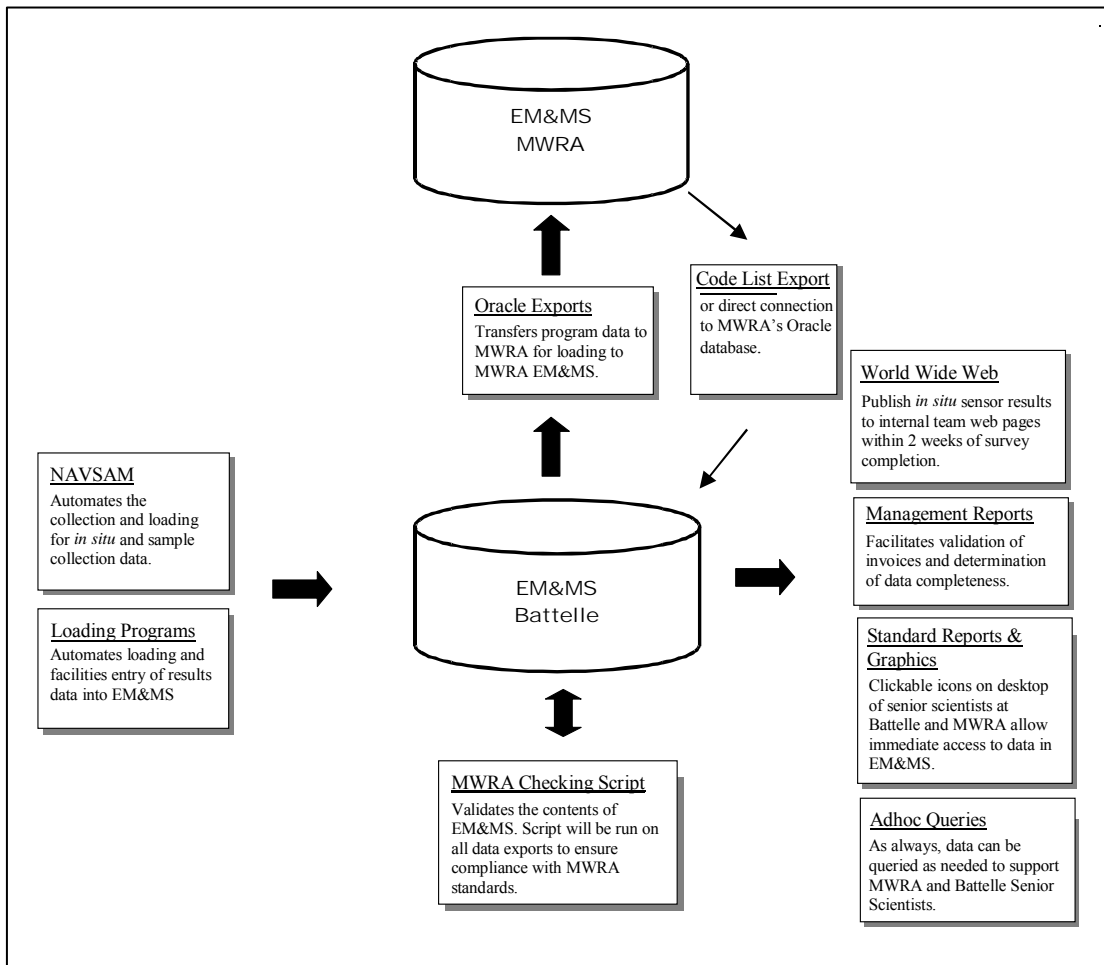 EM&MS
MWRA
Oracle Exports
Transfers program data to
MWRA for loading to
MWRA EM&MS.
Code List Export
or direct connection
to MWRA's Oracle
database.
World Wide Web
Publish in situ sensor results
to internal team web pages
within 2 weeks of survey
completion.
NAVSAM
Automates the
collection and loading
for in situ and sample
collection data.
Loading Programs
Automates loading and
facilities entry of results
data into EM&MS
EM&MS
Battelle
Management Reports
Facilitates validation of
invoices and determination
of data completeness.
Standard Reports &
Graphics
Clickable icons on desktop
of senior scientists at
Battelle and MWRA allow
immediate access to data in
EM&MS.
MWRA Checking Script
Validates the contents of
EM&MS. Script will be run on
all data exports to ensure
compliance with MWRA
standards.
Adhoc Queries
As always, data can be
queried as needed to support
MWRA and Battelle Senior
Scientists.